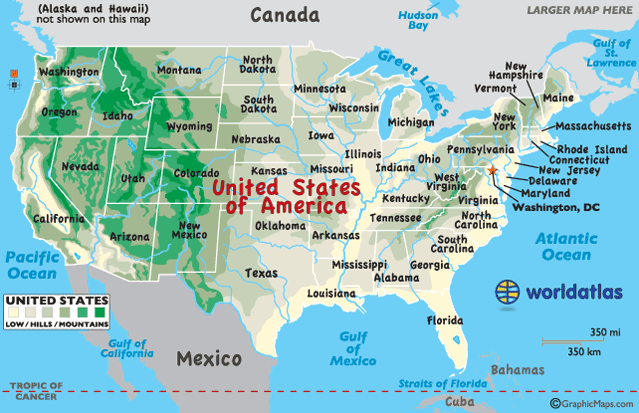 (Alaska and Hawaii)
not shown on this map
Canada
Hudson
Bay
LARGER MAP HERE
Gulf of
St. Lawrence
Washington
Montana
North
Dakota
Minnesota
Great Lakes
New
Hampshire
Vermont
Maine
Oregon
Idaho
Wyoming
South
Dakota
Wisconsin
Michigan
New
York
Massachusetts
Rhode Island
Connecticut
New Jersey
Delaware
Maryland
Washington, DC
Nevada
Utah
Colorado
Nebraska
Iowa
Illinois
Indiana
Ohio
Pennsylvania
Kansas
Missouri
West
Virginia
Virginia
Kentucky
United States
of America
California
Arizona
New
Mexico
Oklahoma
Arkansas
Tennessee
North
Carolina
South
Carolina
Texas
Mississippi
Alabama
Georgia
Louisiana
Florida
Pacific
Ocean
Atlantic
Ocean
UNITED STATES
LOW / HILLS / MOUNTAINS
worldatlas
350 mi
350 km
Gulf of
California
Mexico
Gulf
of
Mexico
Bahamas
TROPIC OF
CANCER
Straits of Florida
Cuba
©GraphicMaps.com